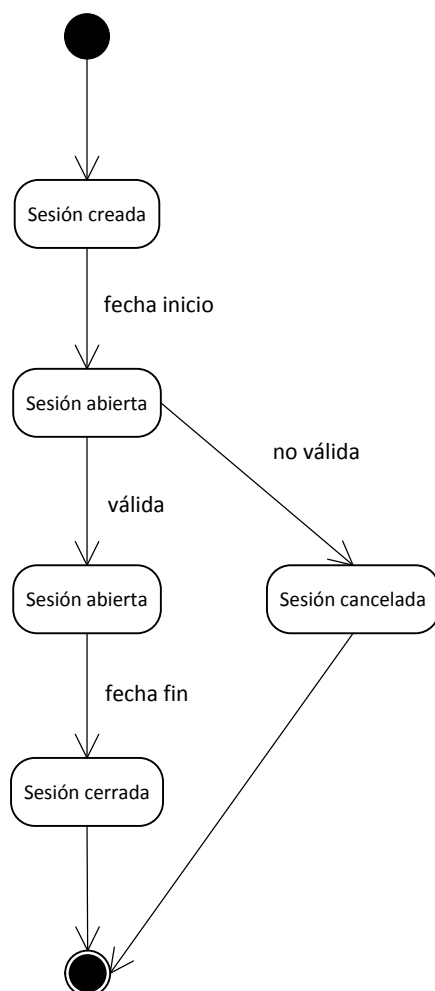 Sesión creada
fecha inicio
Sesión abierta
no válida
válida
Sesión abierta
Sesión cancelada
fecha fin
Sesión cerrada